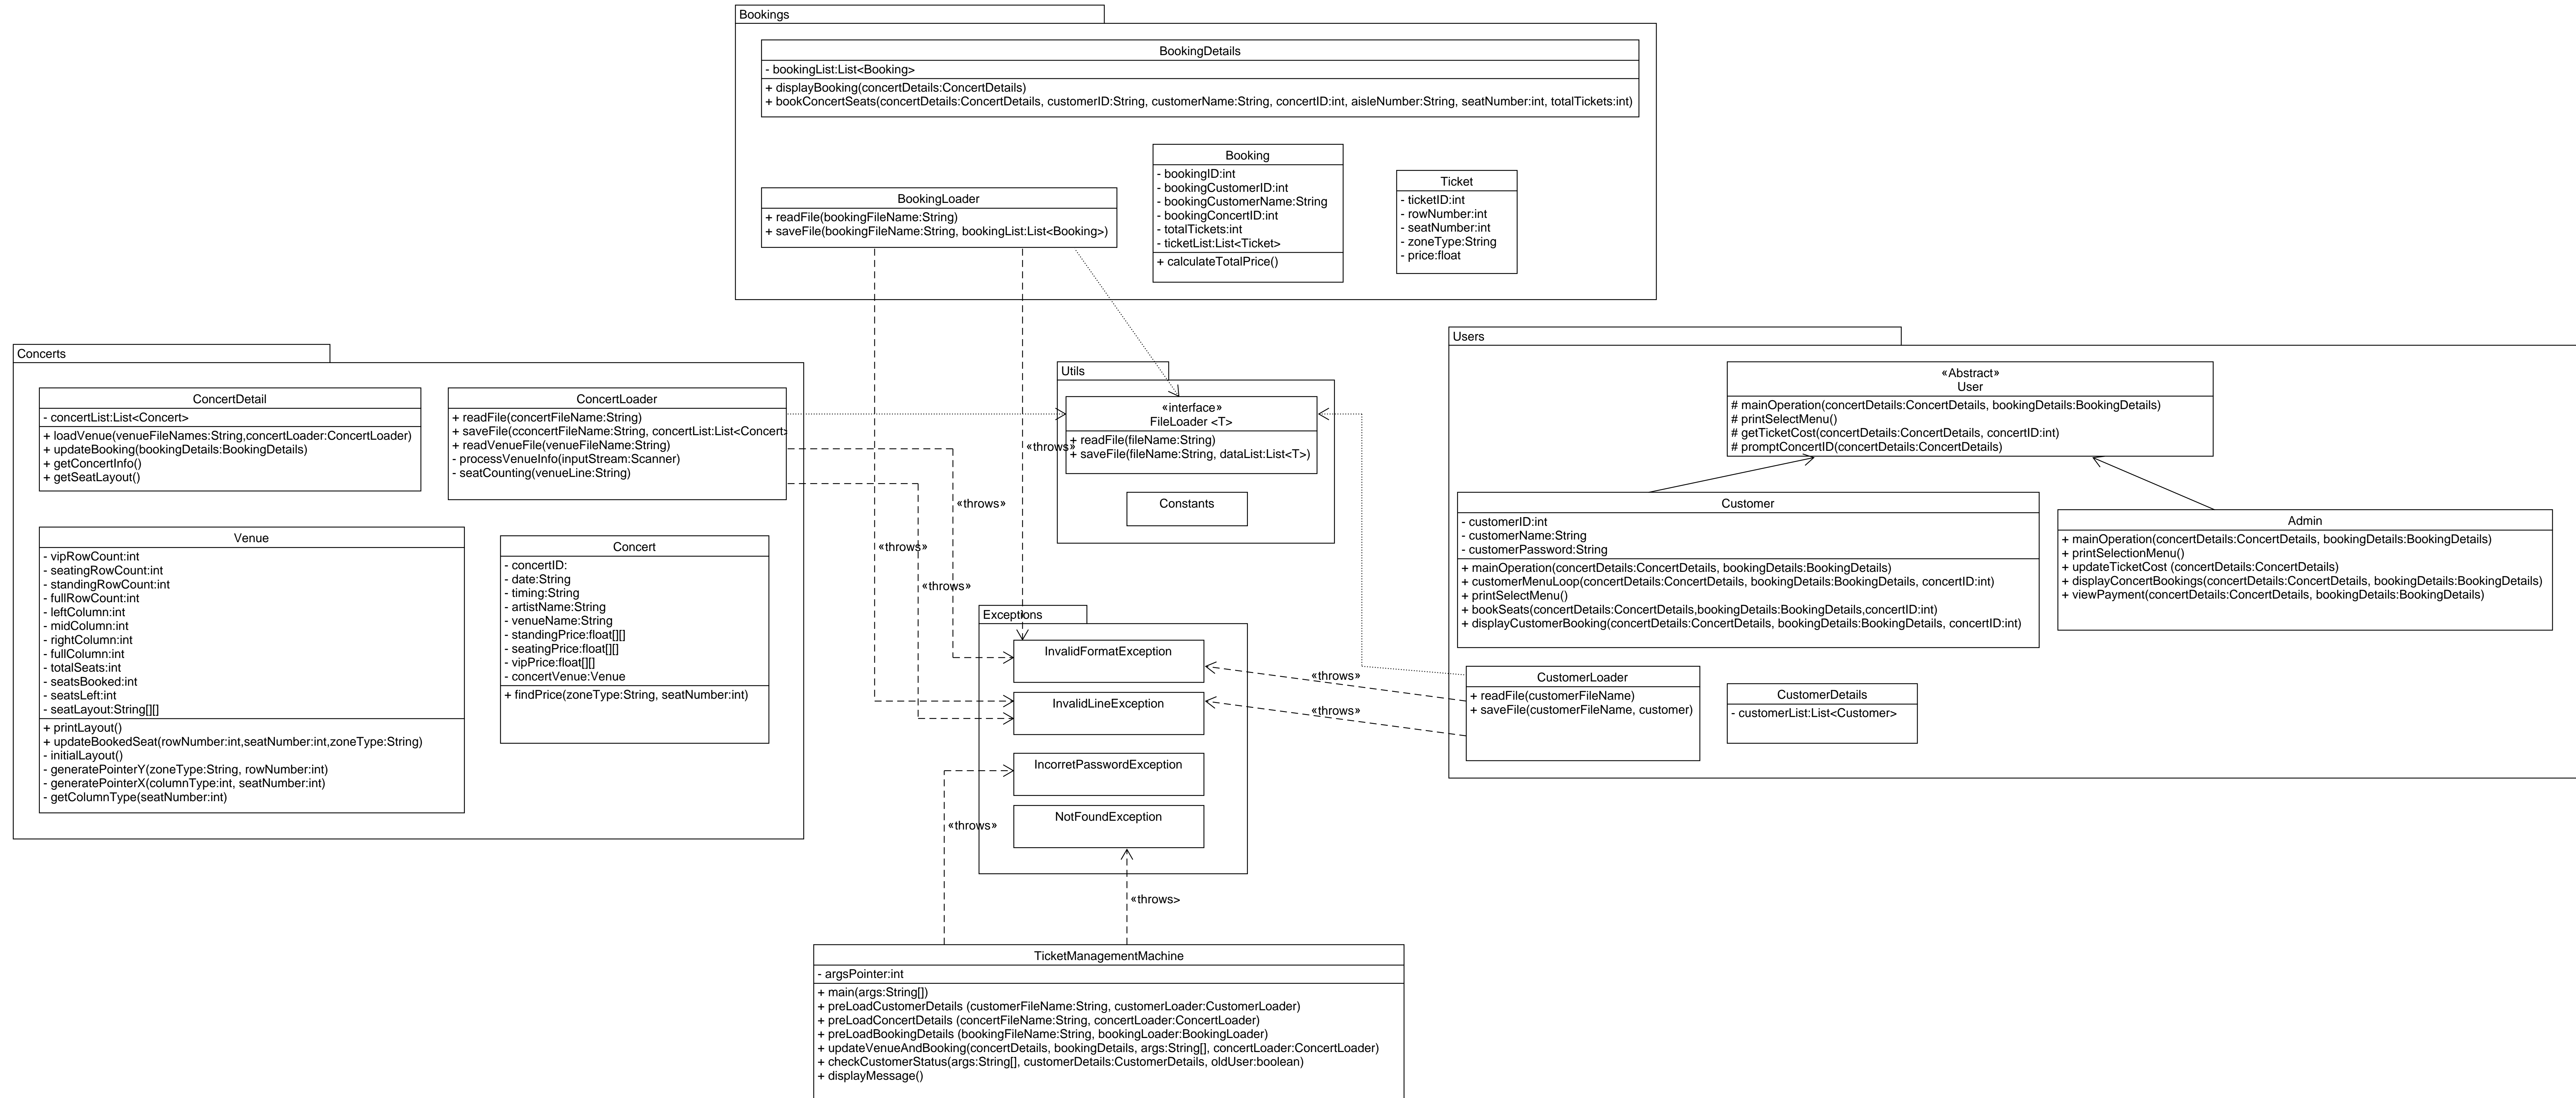 Bookings
BookingDetails
- bookingList:List<Booking>
+ displayBooking(concertDetails:ConcertDetails)
+ bookConcertSeats(concertDetails:ConcertDetails, customerID:String, customerName:String, concertID:int, aisleNumber:String, seatNumber:int, totalTickets:int)
BookingLoader
+ readFile(bookingFileName:String)
+ saveFile(bookingFileName:String, bookingList:List<Booking>)
Booking
- bookingID:int
- bookingCustomerID:int
- bookingCustomerName:String
- bookingConcertID:int
- totalTickets:int
- ticketList:List<Ticket>
+ calculateTotalPrice()
Ticket
- ticketID:int
- rowNumber:int
- seatNumber:int
- zoneType:String
- price:float
Concerts
ConcertDetail
- concertList:List<Concert>
+ loadVenue(venueFileNames:String,concertLoader:ConcertLoader)
+ updateBooking(bookingDetails:BookingDetails)
+ getConcertInfo()
+ getSeatLayout()
ConcertLoader
+ readFile(concertFileName:String)
+ saveFile(cconcertFileName:String, concertList:List<Concert>
+ readVenueFile(venueFileName:String)
- processVenueInfo(inputStream:Scanner)
- seatCounting(venueLine:String)
Venue
- vipRowCount:int
- seatingRowCount:int
- standingRowCount:int
- fullRowCount:int
- leftColumn:int
- midColumn:int
- rightColumn:int
- fullColumn:int
- totalSeats:int
- seatsBooked:int
- seatsLeft:int
- seatLayout:String[][]
+ printLayout()
+ updateBookedSeat(rowNumber:int,seatNumber:int,zoneType:String)
- initialLayout()
- generatePointerY(zoneType:String, rowNumber:int)
- generatePointerX(columnType:int, seatNumber:int)
- getColumnType(seatNumber:int)
Concert
- concertID:
- date:String
- timing:String
- artistName:String
- venueName:String
- standingPrice:float[][]
- seatingPrice:float[][]
- vipPrice:float[][]
- concertVenue:Venue
+ findPrice(zoneType:String, seatNumber:int)
Utils
«interface»
FileLoader <T>
+ readFile(fileName:String)
+ saveFile(fileName:String, dataList:List<T>)
Constants
«throws»
«throws»
«throws»
«throws»
Users
«Abstract»
User
# mainOperation(concertDetails:ConcertDetails, bookingDetails:BookingDetails)
# printSelectMenu()
# getTicketCost(concertDetails:ConcertDetails, concertID:int)
# promptConcertID(concertDetails:ConcertDetails)
Customer
- customerID:int
- customerName:String
- customerPassword:String
+ mainOperation(concertDetails:ConcertDetails, bookingDetails:BookingDetails)
+ customerMenuLoop(concertDetails:ConcertDetails, bookingDetails:BookingDetails, concertID:int)
+ printSelectMenu()
+ bookSeats(concertDetails:ConcertDetails,bookingDetails:BookingDetails,concertID:int)
+ displayCustomerBooking(concertDetails:ConcertDetails, bookingDetails:BookingDetails, concertID:int)
Admin
+ mainOperation(concertDetails:ConcertDetails, bookingDetails:BookingDetails)
+ printSelectionMenu()
+ updateTicketCost (concertDetails:ConcertDetails)
+ displayConcertBookings(concertDetails:ConcertDetails, bookingDetails:BookingDetails)
+ viewPayment(concertDetails:ConcertDetails, bookingDetails:BookingDetails)
CustomerLoader
+ readFile(customerFileName)
+ saveFile(customerFileName, customer)
CustomerDetails
- customerList:List<Customer>
«throws»
«throws»
Exceptions
InvalidFormatException
InvalidLineException
IncorretPasswordException
NotFoundException
«throws»
«throws>
TicketManagementMachine
- argsPointer:int
+ main(args:String[])
+ preLoadCustomerDetails (customerFileName:String, customerLoader:CustomerLoader)
+ preLoadConcertDetails (concertFileName:String, concertLoader:ConcertLoader)
+ preLoadBookingDetails (bookingFileName:String, bookingLoader:BookingLoader)
+ updateVenueAndBooking(concertDetails, bookingDetails, args:String[], concertLoader:ConcertLoader)
+ checkCustomerStatus(args:String[], customerDetails:CustomerDetails, oldUser:boolean)
+ displayMessage()